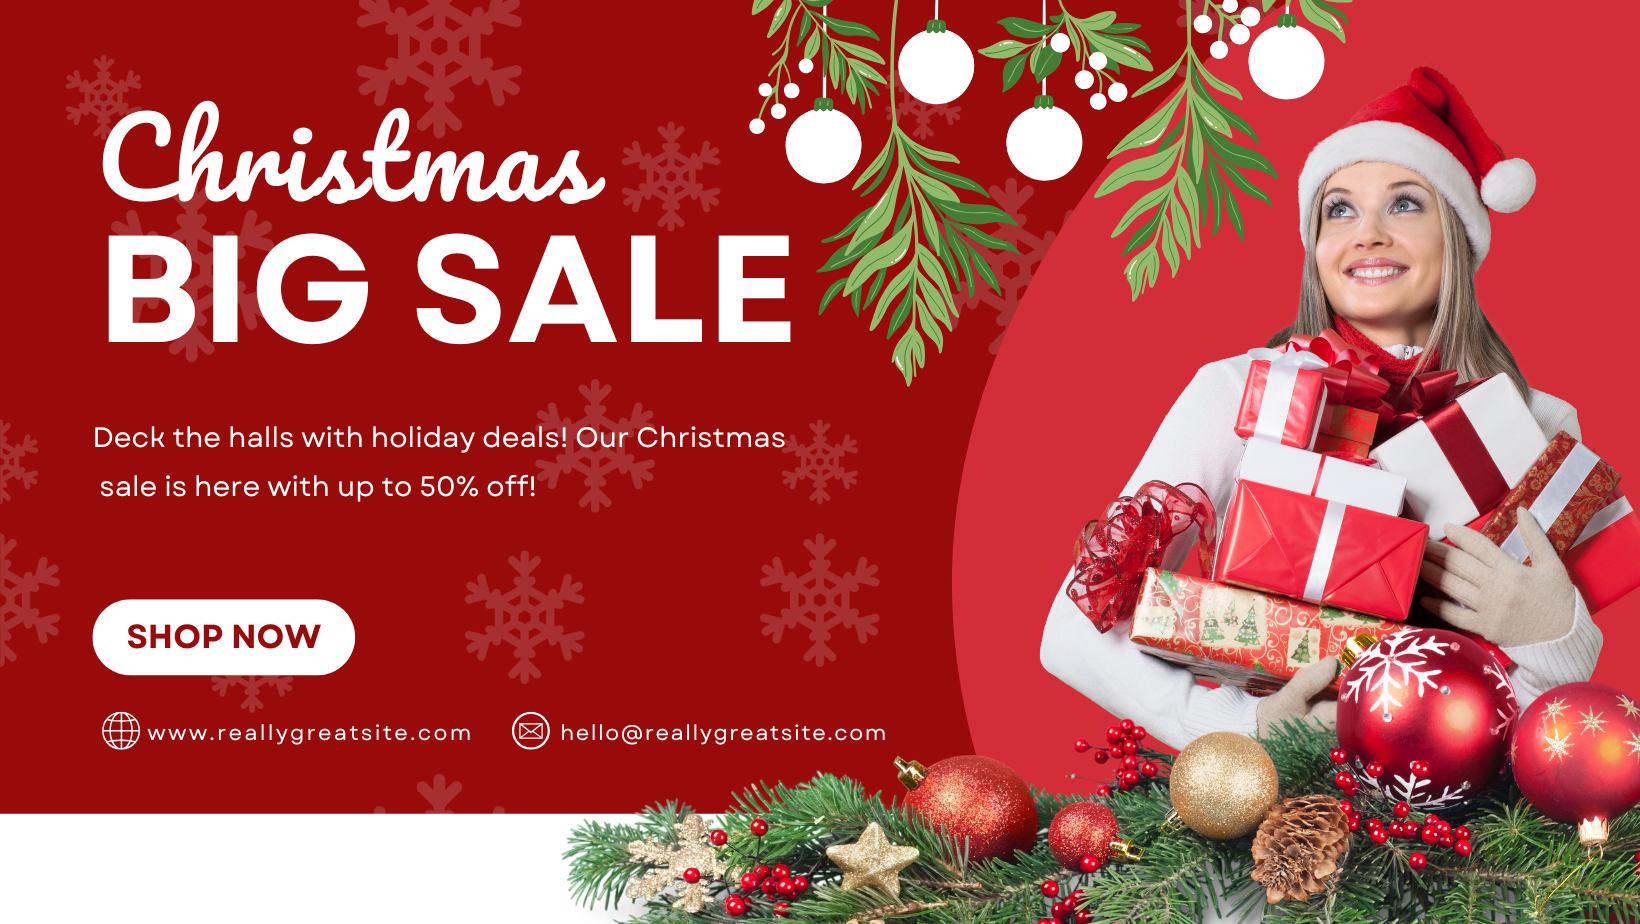 Christmas
BIG SALE
Deck the halls with holiday deals! Our Christmas
sale is here with up to 50% off!
SHOP NOW
www.reallygreatsite.com
hello@reallygreatsite.com